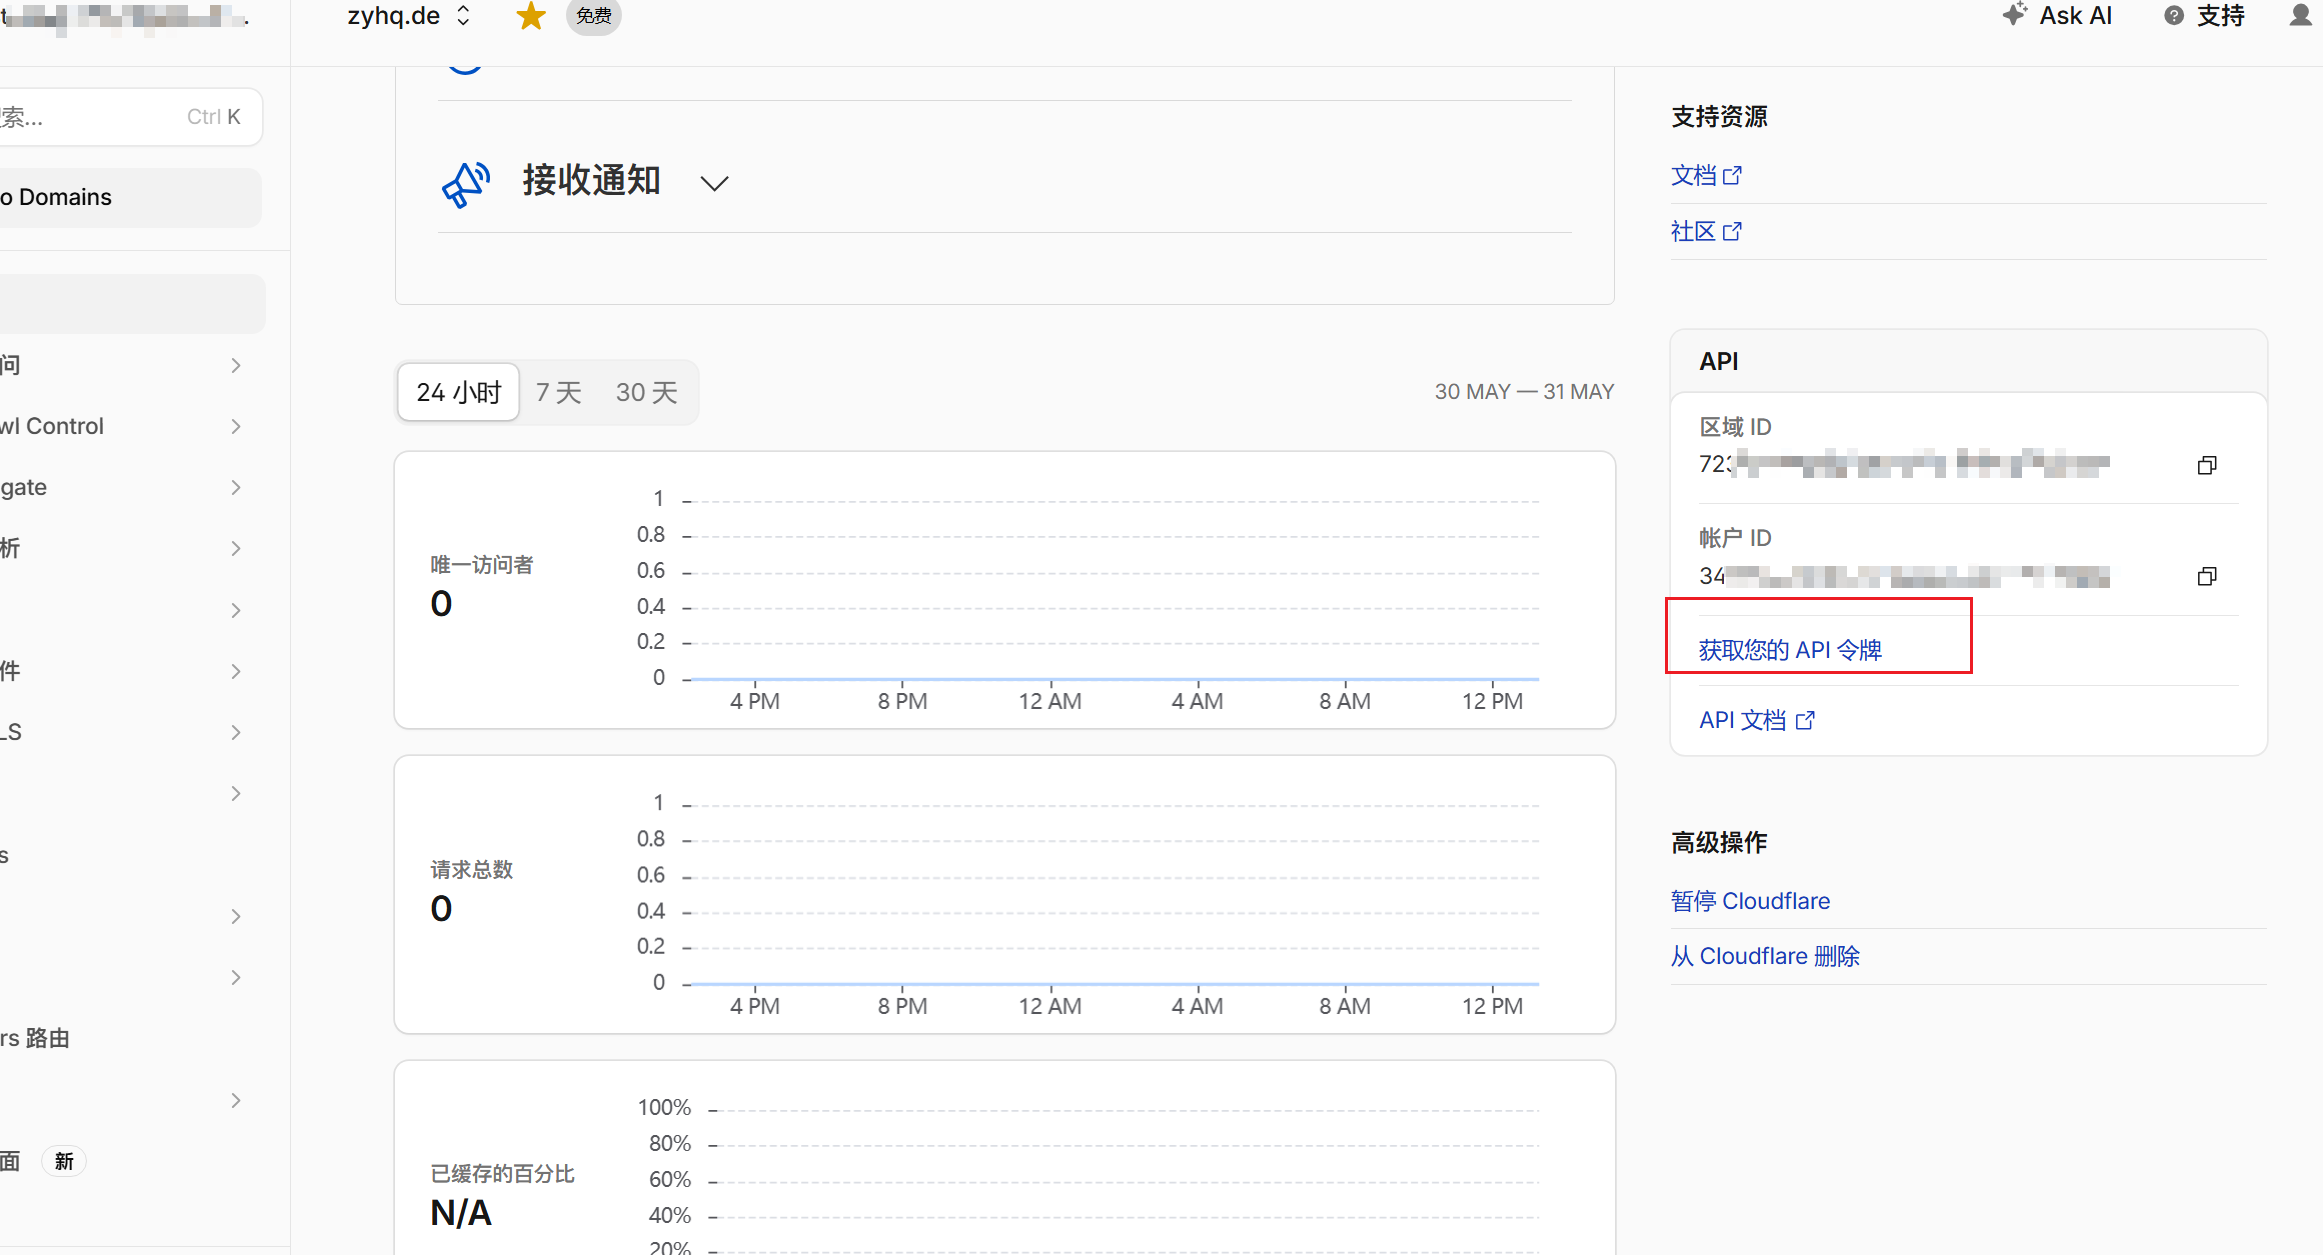 zyhq.de
免费
Ask AI
支持
索...
Ctrl K
o Domains
问
wl Control
gate
析
件
LS
s
rs 路由
面
新
接收通知
24 小时
7 天
30 天
30 MAY — 31 MAY
唯一访问者
0
1
0.8
0.6
0.4
0.2
0
4 PM
8 PM
12 AM
4 AM
8 AM
12 PM
请求总数
0
1
0.8
0.6
0.4
0.2
0
4 PM
8 PM
12 AM
4 AM
8 AM
12 PM
已缓存的百分比
N/A
100%
80%
60%
40%
20%
支持资源
文档
社区
API
区域 ID
723
帐户 ID
34
获取您的 API 令牌
API 文档
高级操作
暂停 Cloudflare
从 Cloudflare 删除